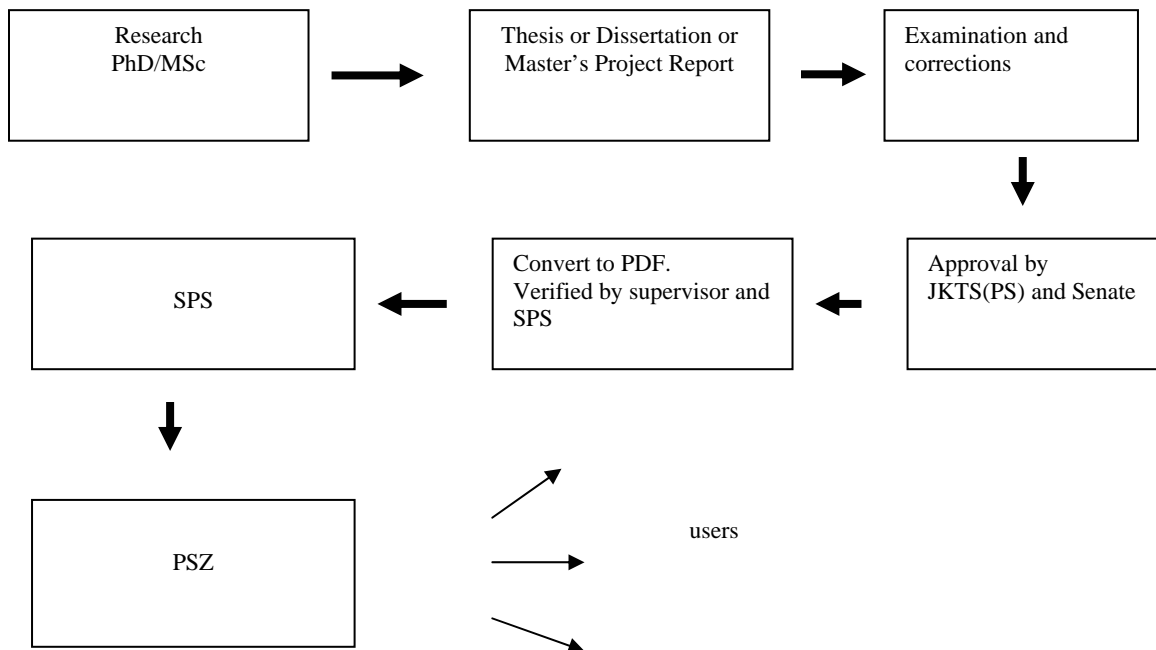 Research
PhD/MSc
Thesis or Dissertation or
Master’s Project Report
Examination and
corrections
Approval by
JKTS(PS) and Senate
Convert to PDF.
Verified by supervisor and
SPS
SPS
PSZ
users